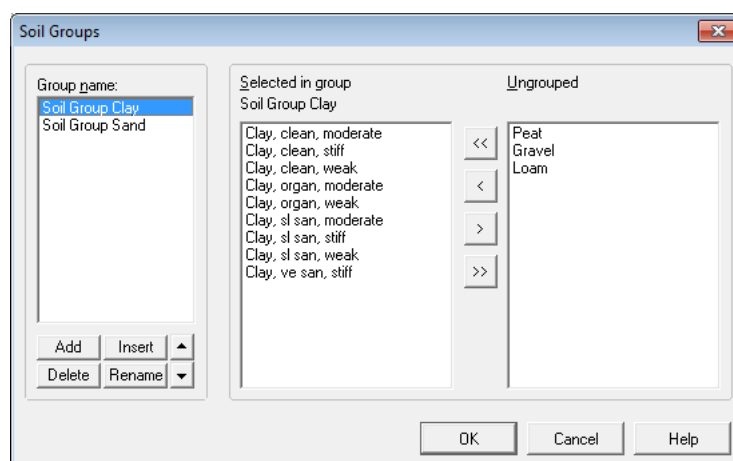 Soil Groups
Group name:
Soil Group Clay
Soil Group Sand
Add
Insert
Delete
Rename
Selected in group
Soil Group Clay
Clay, clean, moderate
Clay, clean, stiff
Clay, clean, weak
Clay, organ, moderate
Clay, organ, weak
Clay, sl san, moderate
Clay, sl san, stiff
Clay, sl san, weak
Clay, ve san, stiff
<<
<
>
>>
Ungrouped
Peat
Gravel
Loam
OK
Cancel
Help